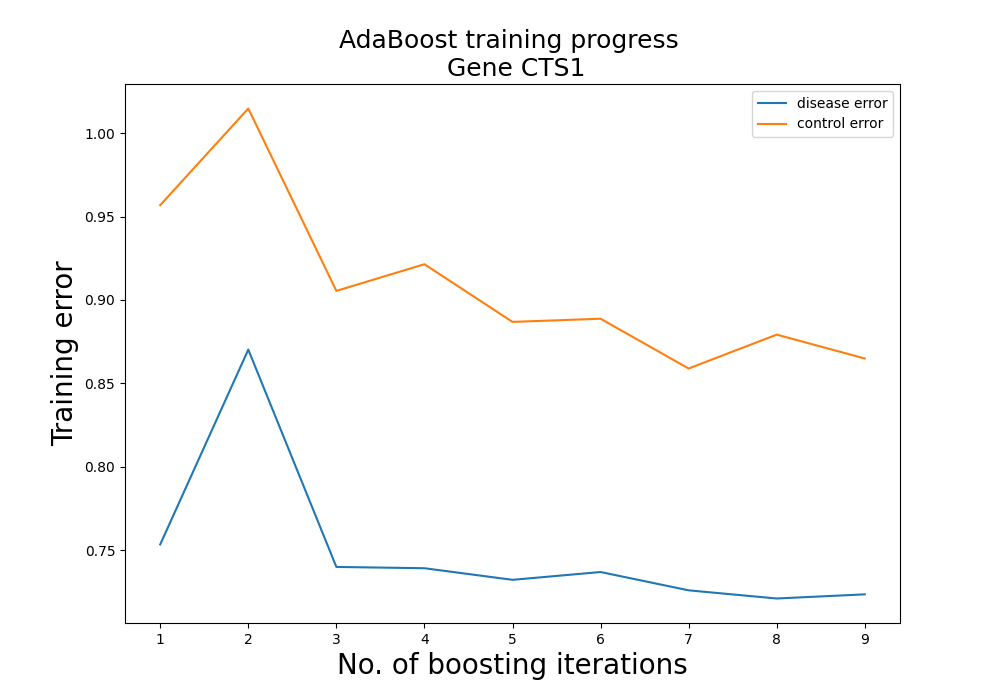 AdaBoost training progress
Gene CTS1
disease error
control error
1.00
0.95
0.90
0.85
0.80
0.75
Training error
1 2 3 4 5 6 7 8 9
No. of boosting iterations